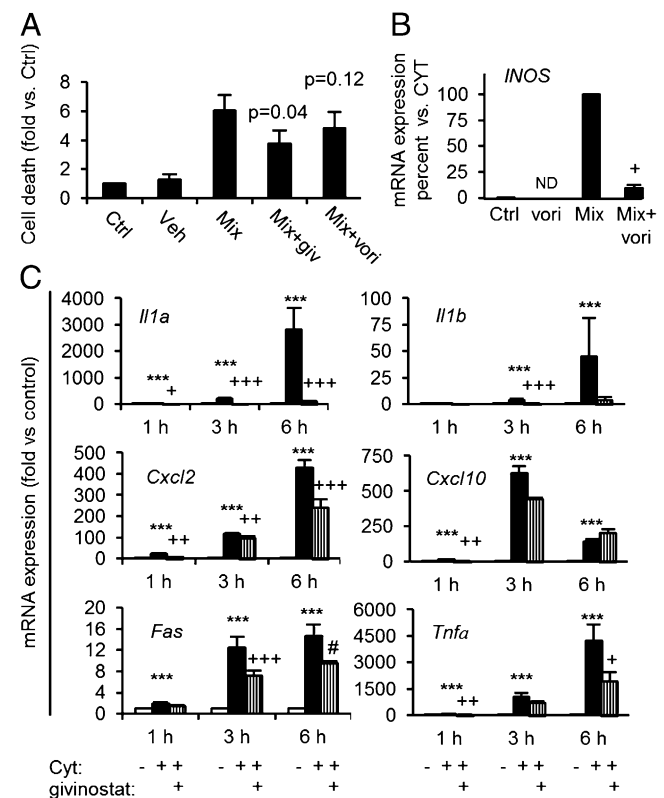 A
Cell death (fold vs. Ctrl)
8
6
4
2
0
p=0.04
p=0.12
Ctrl
Veh
Mix
Mix+giv
Mix+vori
B
mRNA expression
percent vs. CYT
INOS
100
75
50
25
0
ND
+
Ctrl vori Mix Mix+
vori
C
mRNA expression (fold vs control)
Il1a
4000
3000
2000
1000
0
***
+
***
+++
***
+++
1 h 3 h 6 h
Il1b
100
75
50
25
0
***
+++
***
1 h 3 h 6 h
Cxcl2
500
400
300
200
100
0
***
++
***
++
***
+++
1 h 3 h 6 h
Cxcl10
750
500
250
0
***
++
***
***
1 h 3 h 6 h
Fas
20
16
12
8
4
0
***
***
+++
***
#
1 h 3 h 6 h
Tnfα
6000
4500
3000
1500
0
***
++
***
***
+
1 h 3 h 6 h
Cyt: - + + - + + - + + - + + - + + - + +
givinostat: + + + + + +